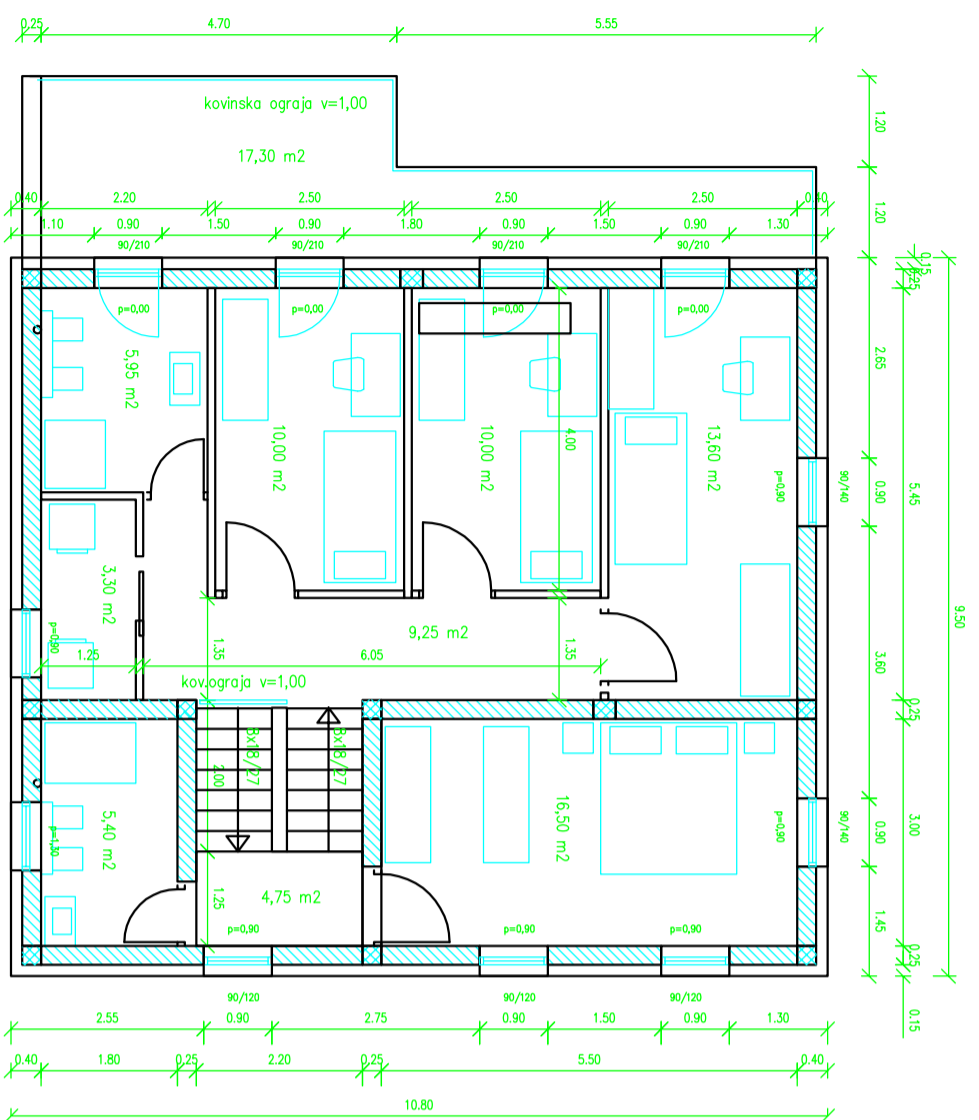 0.25 4.70 5.55
kovinska ograja v=1,00
17,30 m2
1.20
1.20
0.40 2.20 2.50 2.50 2.50 0.40
1.10 0.90 1.50 0.90 1.80 0.90 1.50 0.90 1.30
90/210 90/210 90/210 90/210
0.15
0.25
p=0,00 p=0,00 p=0,00 p=0,00
5,95 m2
10,00 m2
10,00 m2
4.00
13,60 m2
2.65
p=0,90
90/140
0.90
5.45
9.50
3,30 m2
p=0,90
1.25
1.35
9,25 m2
6.05
1.35
3.60
kov.ograja v=1,00
0.25
8x18/27
8x18/27
2.00
16,50 m2
p=0,90
90/140
0.90
3.00
5,40 m2
p=1,30
4,75 m2
1.25
1.45
p=0,90 p=0,90 p=0,90
0.25
0.15
90/120 90/120 90/120
2.55 0.90 2.75 0.90 1.50 0.90 1.30
0.40 1.80 0.25 2.20 0.25 5.50 0.40
10.80